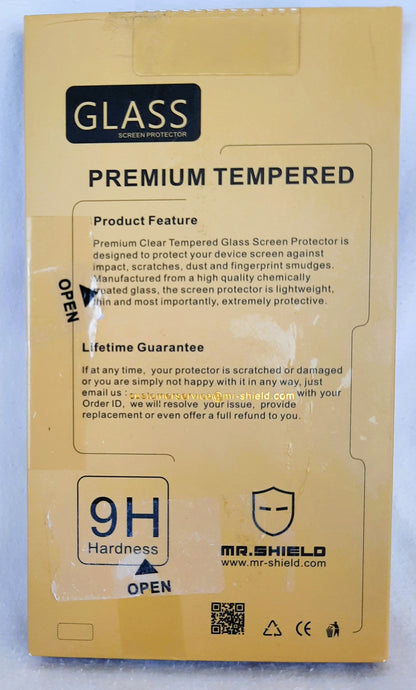 GLASS
SCREEN PROTECTOR
PREMIUM TEMPERED
Product Feature
Premium Clear Tempered Glass Screen Protector is
designed to protect your device screen against
impact, scratches, dust and fingerprint smudges.
Manufactured from a high quality chemically
treated glass, the screen protector is lightweight,
thin and most importantly, extremely protective.
OPEN
Lifetime Guarantee
If at any time, your protector is scratched or damaged
or you are simply not happy with it in any way, just
email us : customerservice@mr-shield.com with your
Order ID, we will resolve your issue, provide
replacement or even offer a full refund to you.
9H
Hardness
OPEN
MR.SHIELD
www.mr-shield.com
CE